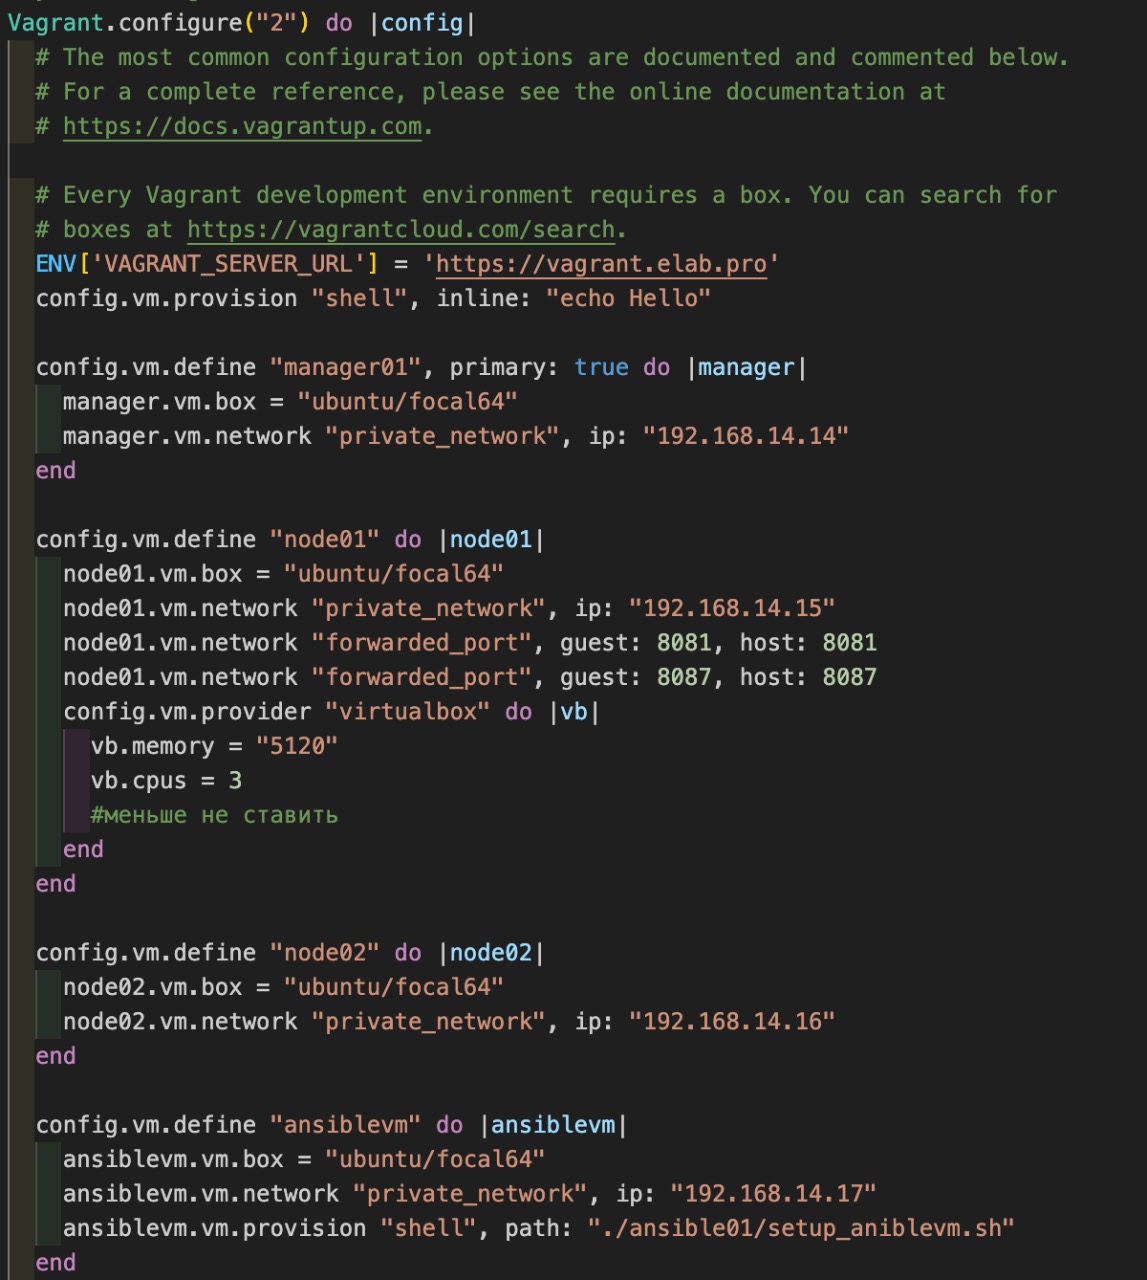 Vagrant.configure("2") do |config|
# The most common configuration options are documented and commented below.
# For a complete reference, please see the online documentation at
# https://docs.vagrantup.com.
# Every Vagrant development environment requires a box. You can search for
# boxes at https://vagrantcloud.com/search.
ENV['VAGRANT_SERVER_URL'] = 'https://vagrant.elab.pro'
config.vm.provision "shell", inline: "echo Hello"
config.vm.define "manager01", primary: true do |manager|
manager.vm.box = "ubuntu/focal64"
manager.vm.network "private_network", ip: "192.168.14.14"
end
config.vm.define "node01" do |node01|
node01.vm.box = "ubuntu/focal64"
node01.vm.network "private_network", ip: "192.168.14.15"
node01.vm.network "forwarded_port", guest: 8081, host: 8081
node01.vm.network "forwarded_port", guest: 8087, host: 8087
config.vm.provider "virtualbox" do |vb|
vb.memory = "5120"
vb.cpus = 3
#меньше не ставить
end
end
config.vm.define "node02" do |node02|
node02.vm.box = "ubuntu/focal64"
node02.vm.network "private_network", ip: "192.168.14.16"
end
config.vm.define "ansiblevm" do |ansiblevm|
ansiblevm.vm.box = "ubuntu/focal64"
ansiblevm.vm.network "private_network", ip: "192.168.14.17"
ansiblevm.vm.provision "shell", path: "./ansible01/setup_aniblevm.sh"
end